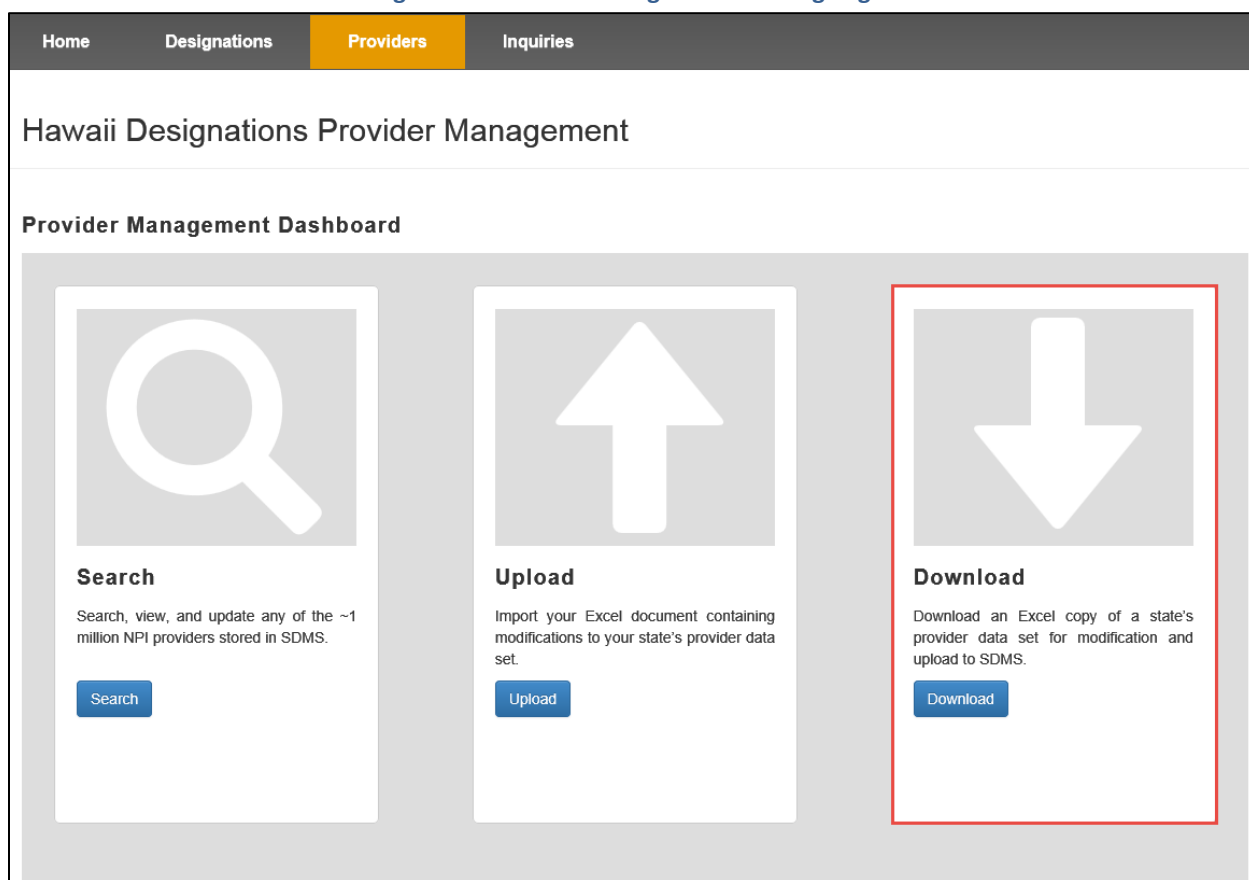 Home Designations Providers Inquiries
Hawaii Designations Provider Management
Provider Management Dashboard
Search
Search, view, and update any of the ~1
million NPI providers stored in SDMS.
Search
Upload
Import your Excel document containing
modifications to your state's provider data
set.
Upload
Download
Download an Excel copy of a state's
provider data set for modification and
upload to SDMS.
Download